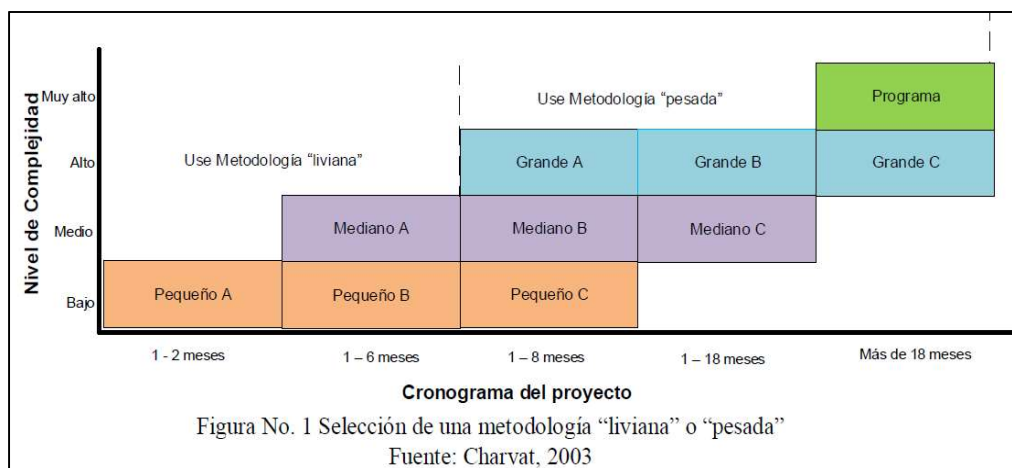 Nivel de Complejidad
Muy alto
Use Metodología “pesada”
Programa
Alto
Use Metodología “liviana”
Grande A
Grande B
Grande C
Medio
Mediano A
Mediano B
Mediano C
Bajo
Pequeño A
Pequeño B
Pequeño C
1 - 2 meses
1 – 6 meses
1 – 8 meses
1 – 18 meses
Más de 18 meses
Cronograma del proyecto
Figura No. 1 Selección de una metodología “liviana” o “pesada”
Fuente: Charvat, 2003